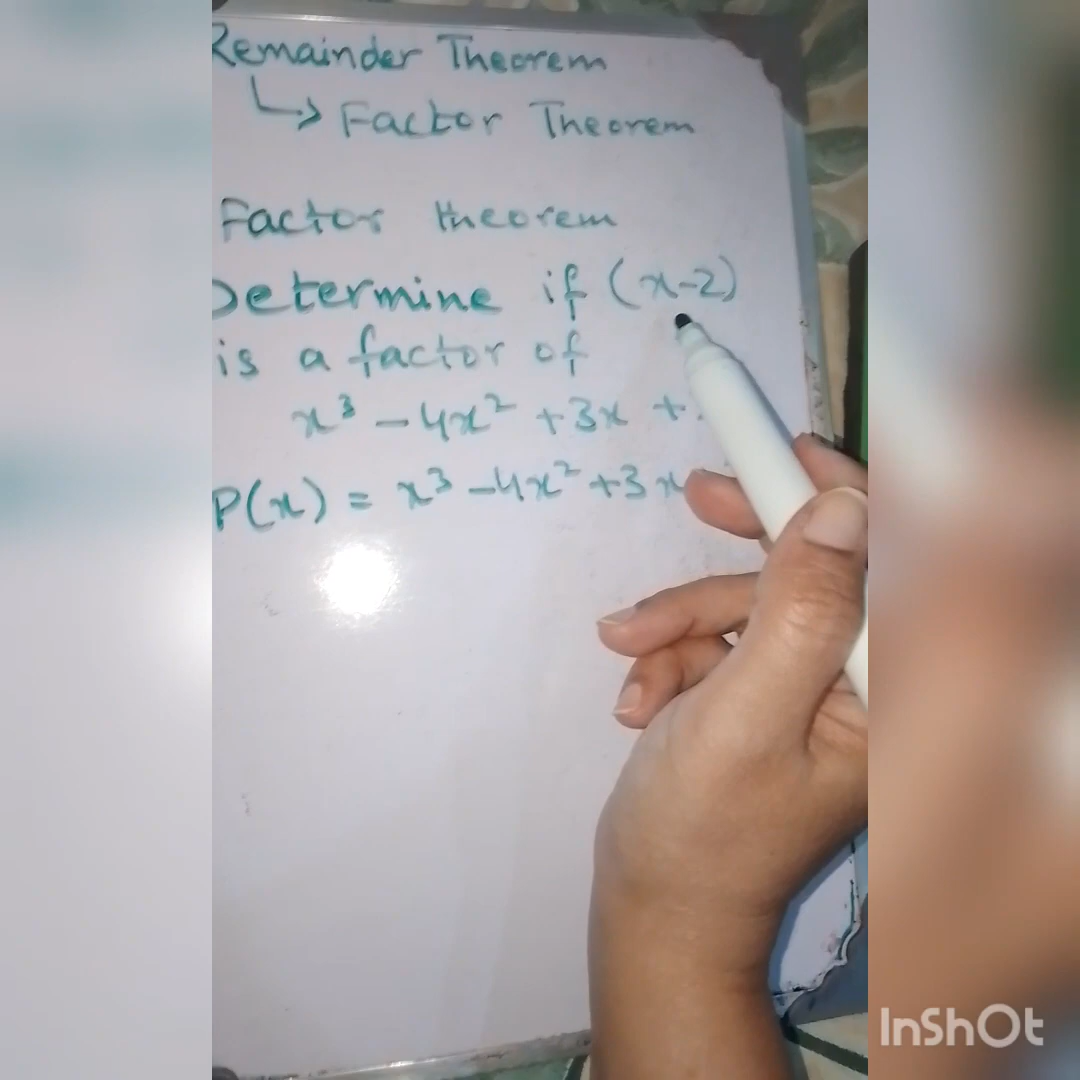 Remainder Theorem
↳ Factor Theorem
Factor theorem
Determine if (x-2)
is a factor of
x³ - 4x² + 3x +
P(x) = x³ - 4x² + 3x
InShOt